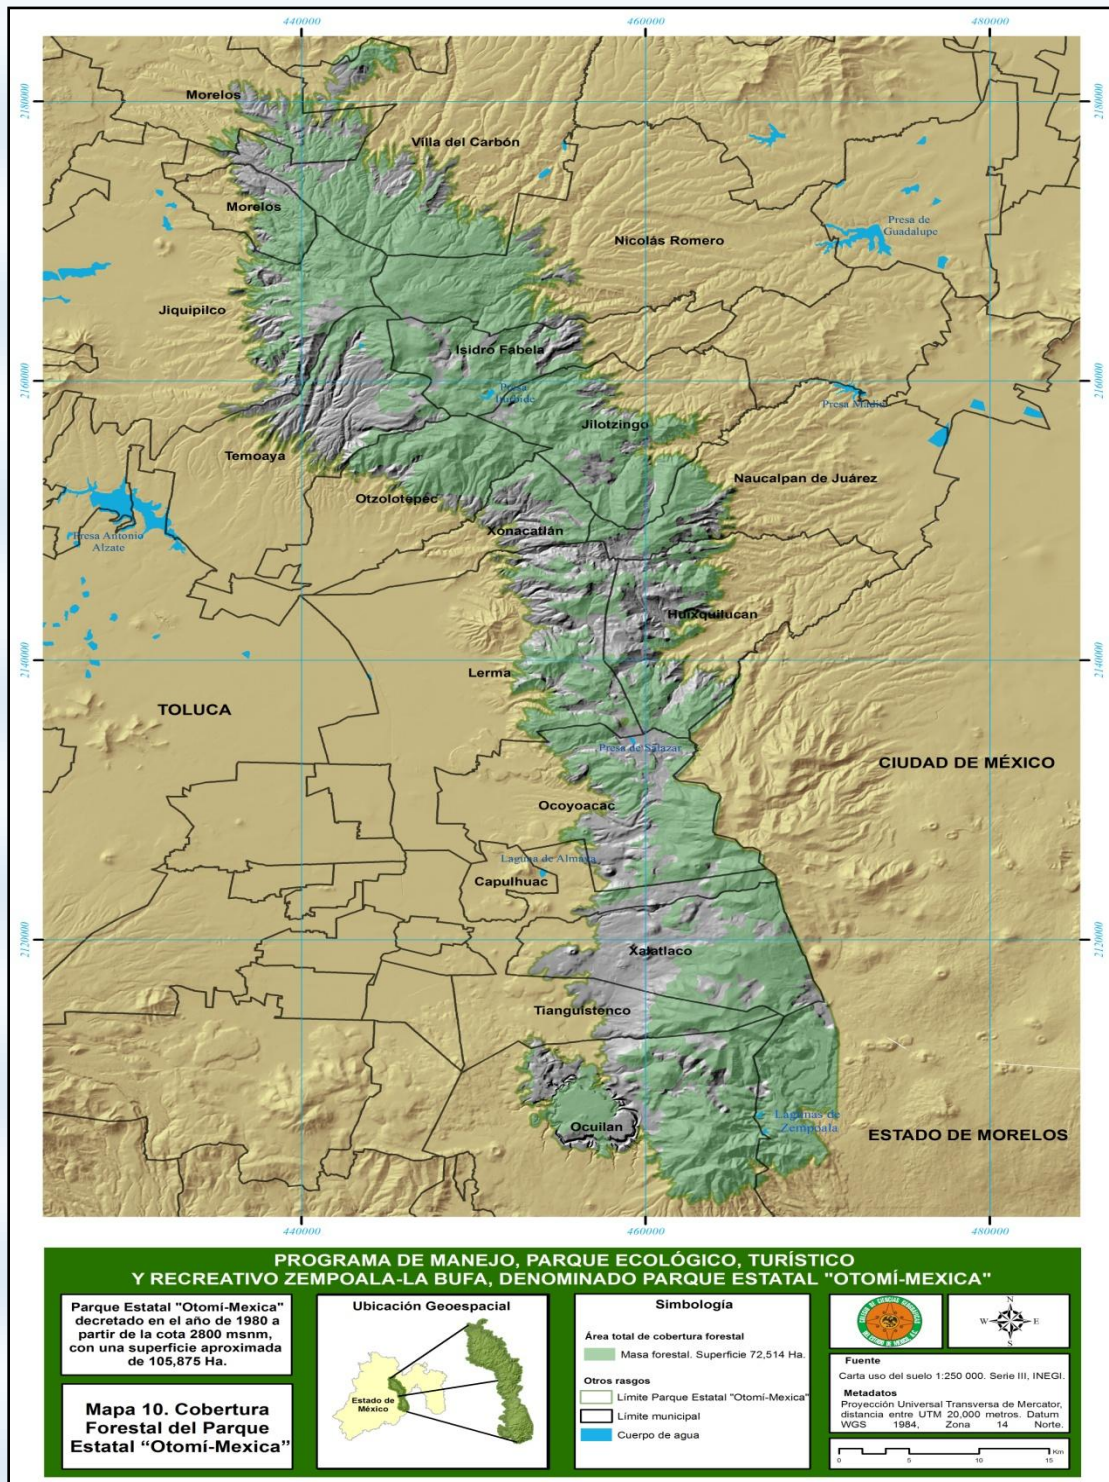 440000
460000
480000
2180000
2180000
Morelos
Villa del Carbón
Morelos
Nicolás Romero
Presa de
Guadalupe
Jiquipilco
Isidro Fabela
2160000
2160000
Presa
Iturbide
Presa Madín
Jilotzingo
Temoaya
Naucalpan de Juárez
Otzolotepec
Xonacatlán
Presa Antonio
Alzate
Huixquilucan
2140000
2140000
Lerma
TOLUCA
Presa de Salazar
CIUDAD DE MÉXICO
Ocoyoacac
Laguna de Almaya
Capulhuac
2120000
2120000
Xalatlaco
Tianguistenco
Lagunas de
Zempoala
Ocuilan
ESTADO DE MORELOS
440000
460000
480000
PROGRAMA DE MANEJO, PARQUE ECOLÓGICO, TURÍSTICO
Y RECREATIVO ZEMPOALA-LA BUFA, DENOMINADO PARQUE ESTATAL "OTOMÍ-MEXICA"
Parque Estatal "Otomí-Mexica"
decretado en el año de 1980 a
partir de la cota 2800 msnm,
con una superficie aproximada
de 105,875 Ha.
Mapa 10. Cobertura
Forestal del Parque
Estatal “Otomí-Mexica”
Ubicación Geoespacial
Estado de
México
Simbología
Área total de cobertura forestal
Masa forestal. Superficie 72,514 Ha.
Otros rasgos
Límite Parque Estatal "Otomí-Mexica"
Límite municipal
Cuerpo de agua
N
W
E
S
Fuente
Carta uso del suelo 1:250 000. Serie III, INEGI.
Metadatos
Proyección Universal Transversa de Mercator,
distancia entre UTM 20,000 metros. Datum
WGS 1984, Zona 14 Norte.
Km
0 5 10 15